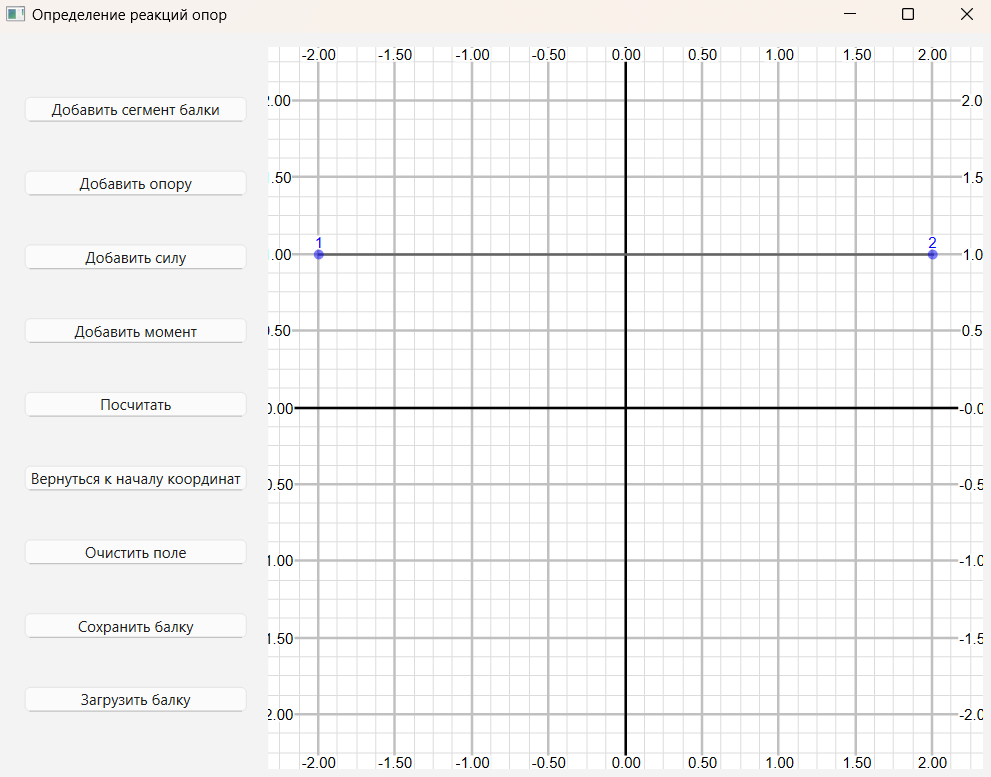 Определение реакций опор
-2.00 -1.50 -1.00 -0.50 0.00 0.50 1.00 1.50 2.00
2.00 2.0
Добавить сегмент балки
.50 1.5
Добавить опору
1 2
.00 1.0
Добавить силу
0.50 0.5
Добавить момент
Посчитать
0.00 -0.0
Вернуться к началу координат
0.50 -0.5
Очистить поле
1.00 -1.0
Сохранить балку
1.50 -1.5
Загрузить балку
2.00 -2.0
-2.00 -1.50 -1.00 -0.50 0.00 0.50 1.00 1.50 2.00